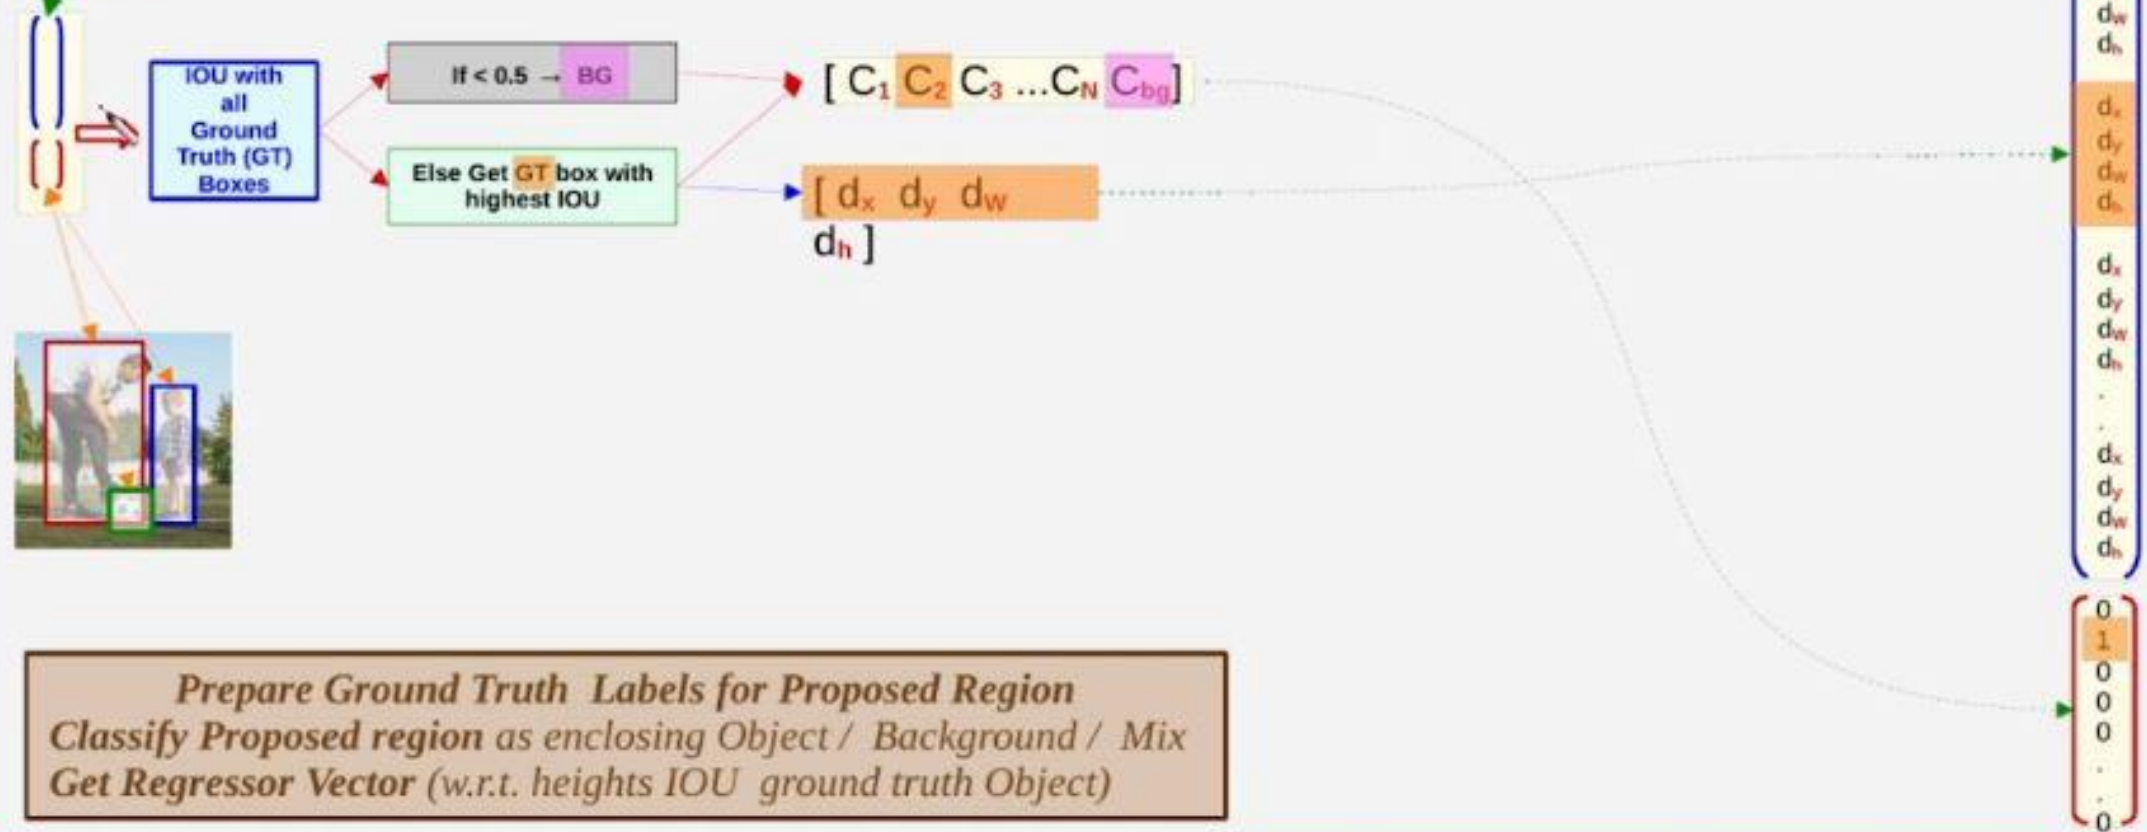 IOU with
all
Ground
Truth (GT)
Boxes
If < 0.5 → BG
Else Get GT box with
highest IOU
[ C1 C2 C3 ...CN Cbg]
[ dx dy dw
dh ]
dw
dh
dx
dy
dw
dh
dx
dy
dw
dh
.
.
dx
dy
dw
dh
0
1
0
0
0
.
.
0
Prepare Ground Truth Labels for Proposed Region
Classify Proposed region as enclosing Object / Background / Mix
Get Regressor Vector (w.r.t. heights IOU ground truth Object)